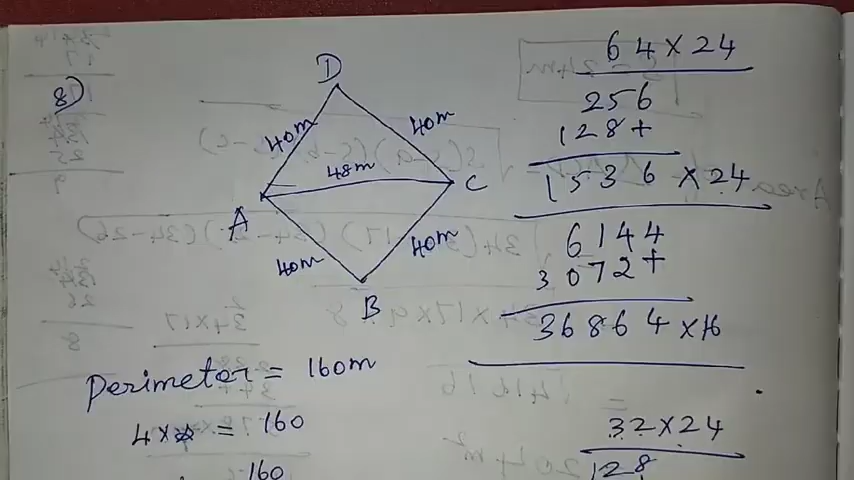 8)
D
40m
40m
48m
A
C
40m
40m
B
Perimeter = 160m
4×a = 160
160
64×24
256
128+
1536 ×24
6144
3072+
36864 ×16
32×24
128